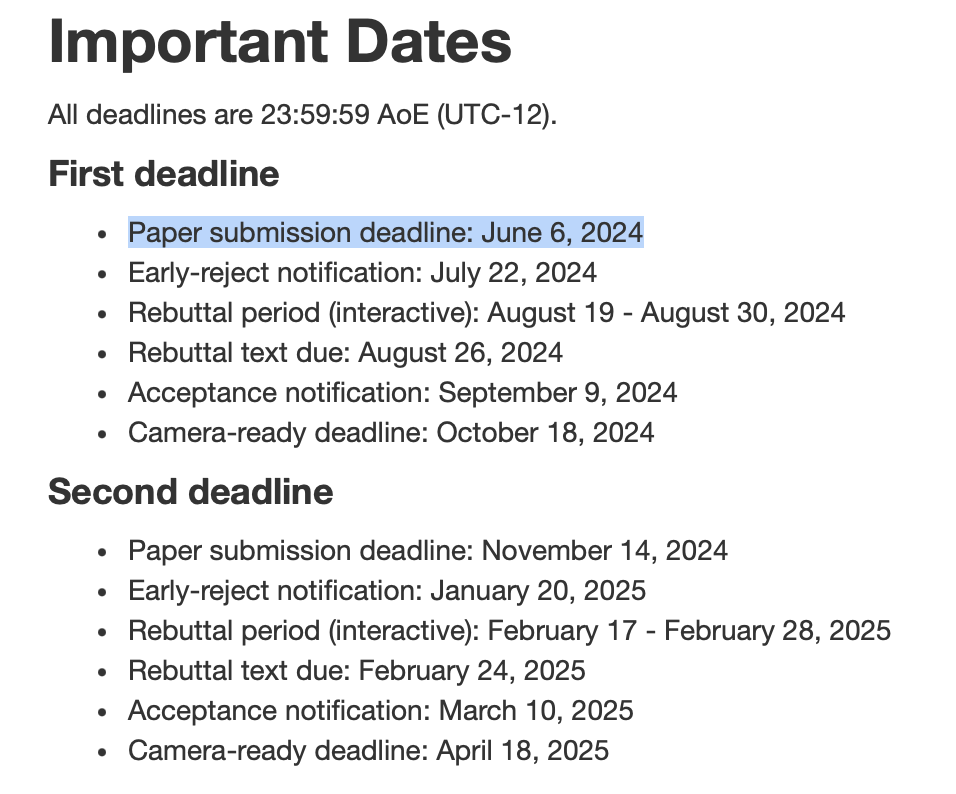 Important Dates
All deadlines are 23:59:59 AoE (UTC-12).
First deadline
• Paper submission deadline: June 6, 2024
• Early-reject notification: July 22, 2024
• Rebuttal period (interactive): August 19 - August 30, 2024
• Rebuttal text due: August 26, 2024
• Acceptance notification: September 9, 2024
• Camera-ready deadline: October 18, 2024
Second deadline
• Paper submission deadline: November 14, 2024
• Early-reject notification: January 20, 2025
• Rebuttal period (interactive): February 17 - February 28, 2025
• Rebuttal text due: February 24, 2025
• Acceptance notification: March 10, 2025
• Camera-ready deadline: April 18, 2025